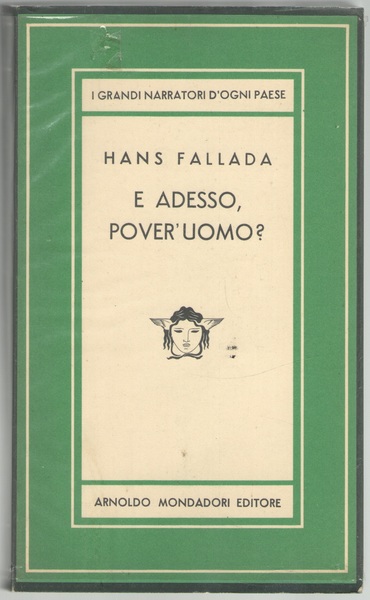 I GRANDI NARRATORI D'OGNI PAESE
HANS FALLADA
E ADESSO,
POVER'UOMO?
ARNOLDO MONDADORI EDITORE